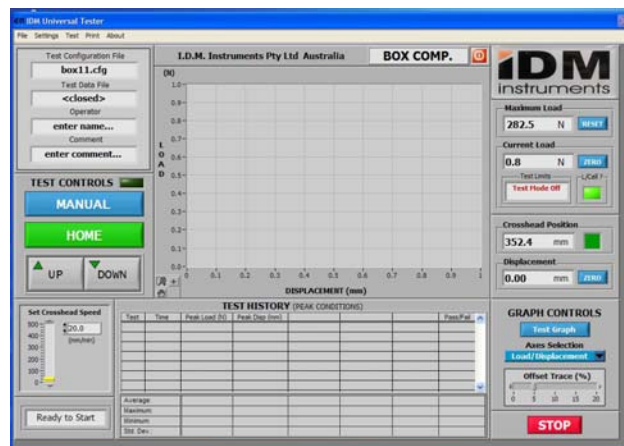 IDM Universal Tester
File Settings Test Print About
Test Configuration File
box11.cfg
Test Data File
<closed>
Operator
enter name...
Comment
enter comment...
TEST CONTROLS
MANUAL
HOME
UP
DOWN
I.D.M. Instruments Pty Ltd Australia
BOX COMP.
(N)
1.0
0.9
0.8
0.7
0.6
0.5
0.4
0.3
0.2
0.1
0.0
LOAD
0 0.1 0.2 0.3 0.4 0.5 0.6 0.7 0.8 0.9 1
DISPLACEMENT (mm)
IDM
instruments
Maximum Load
282.5 N RESET
Current Load
0.8 N ZERO
Test Limits
Test Mode Off
L/Cell
Crosshead Position
352.4 mm
Displacement
0.00 mm ZERO
Set Crosshead Speed
500
400
300
200
100
0
20.0
(mm/min)
Ready to Start
TEST HISTORY (PEAK CONDITIONS)
Test Time Peak Load (N) Peak Disp (mm) Pass/Fail
Average:
Maximum:
Minimum:
Std. Dev.:
GRAPH CONTROLS
Test Graph
Axes Selection
Load/Displacement
Offset Trace (%)
0 5 10 15 20
STOP